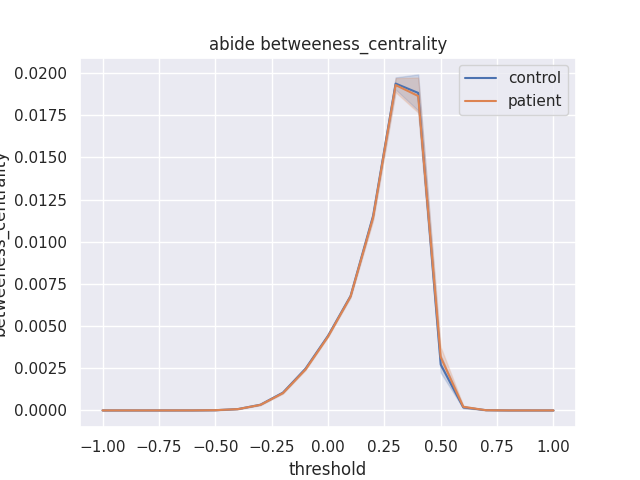 abide betweeness_centrality
control
patient
0.0200
0.0175
0.0150
0.0125
0.0100
0.0075
0.0050
0.0025
0.0000
betweeness_centrality
−1.00 −0.75 −0.50 −0.25 0.00 0.25 0.50 0.75 1.00
threshold